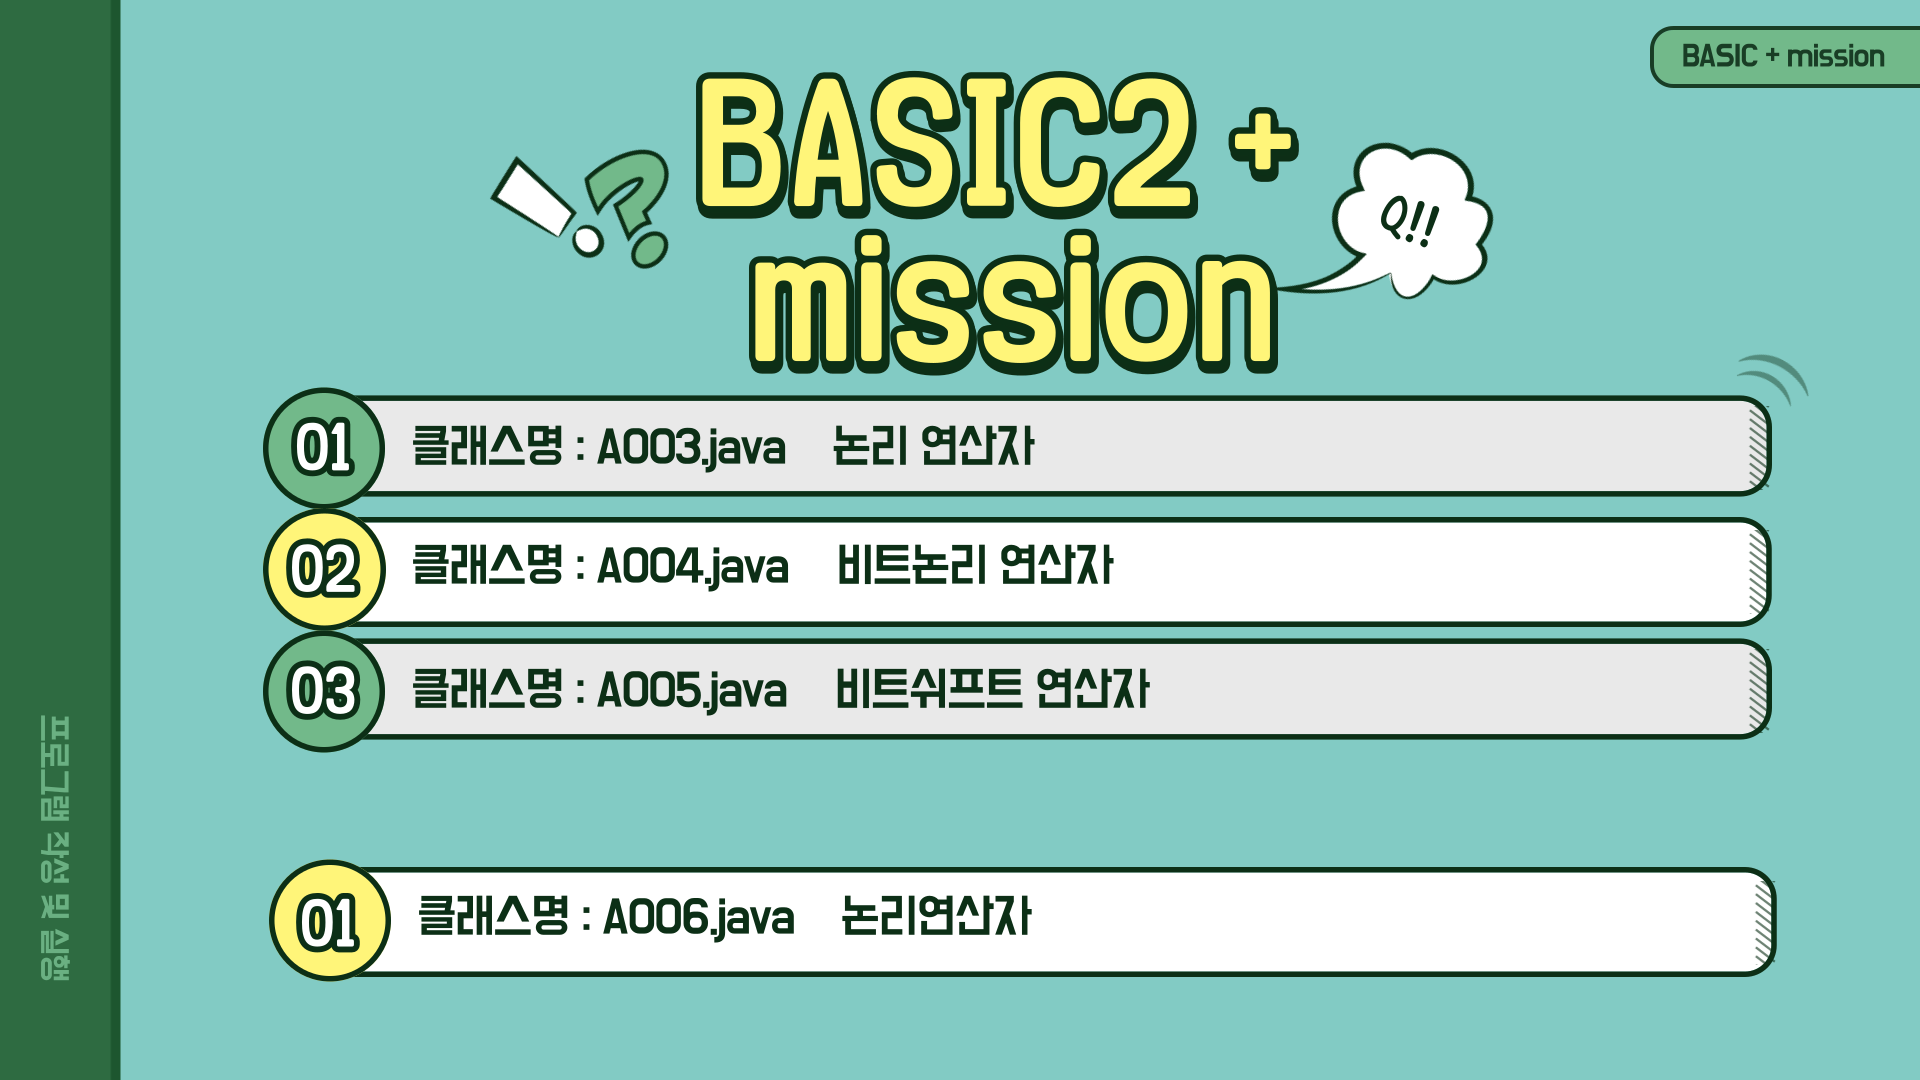 BASIC + mission
BASIC2 +
mission
!?
Q!!
01 클래스명 : A003.java 논리 연산자
02 클래스명 : A004.java 비트논리 연산자
03 클래스명 : A005.java 비트쉬프트 연산자
01 클래스명 : A006.java 논리연산자
프로그램 작성 및 실행